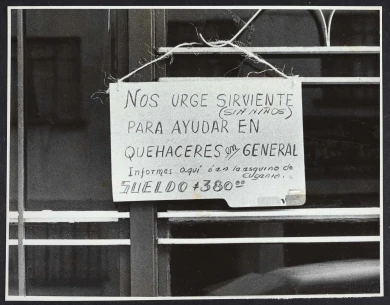 NOS URGE SIRVIENTE
(SIN NIÑOS)
PARA AYUDAR EN
QUEHACERES en GENERAL
Informes aquí ó en la esquina de
SUELDO $380.00